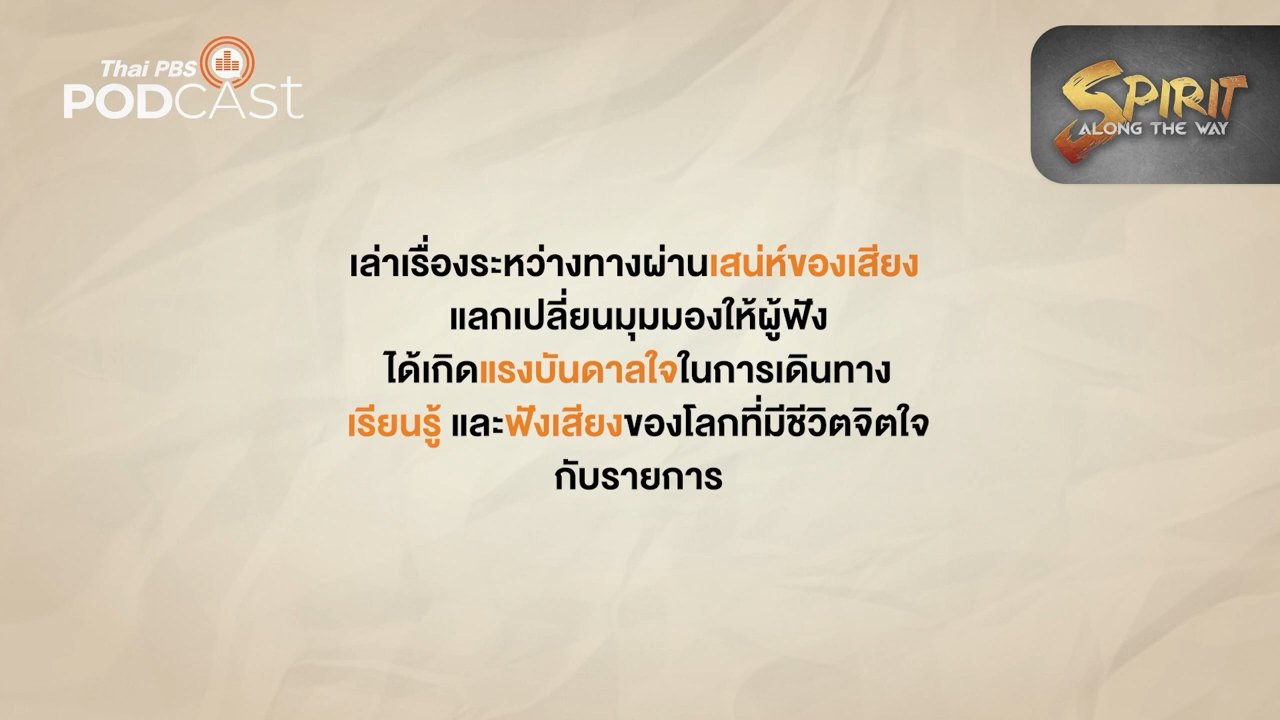 Thai PBS
PODCAST
SPIRIT
ALONG THE WAY
เล่าเรื่องระหว่างทางผ่านเสน่ห์ของเสียง
แลกเปลี่ยนมุมมองให้ผู้ฟัง
ได้เกิดแรงบันดาลใจในการเดินทาง
เรียนรู้ และฟังเสียงของโลกที่มีชีวิตจิตใจ
กับรายการ